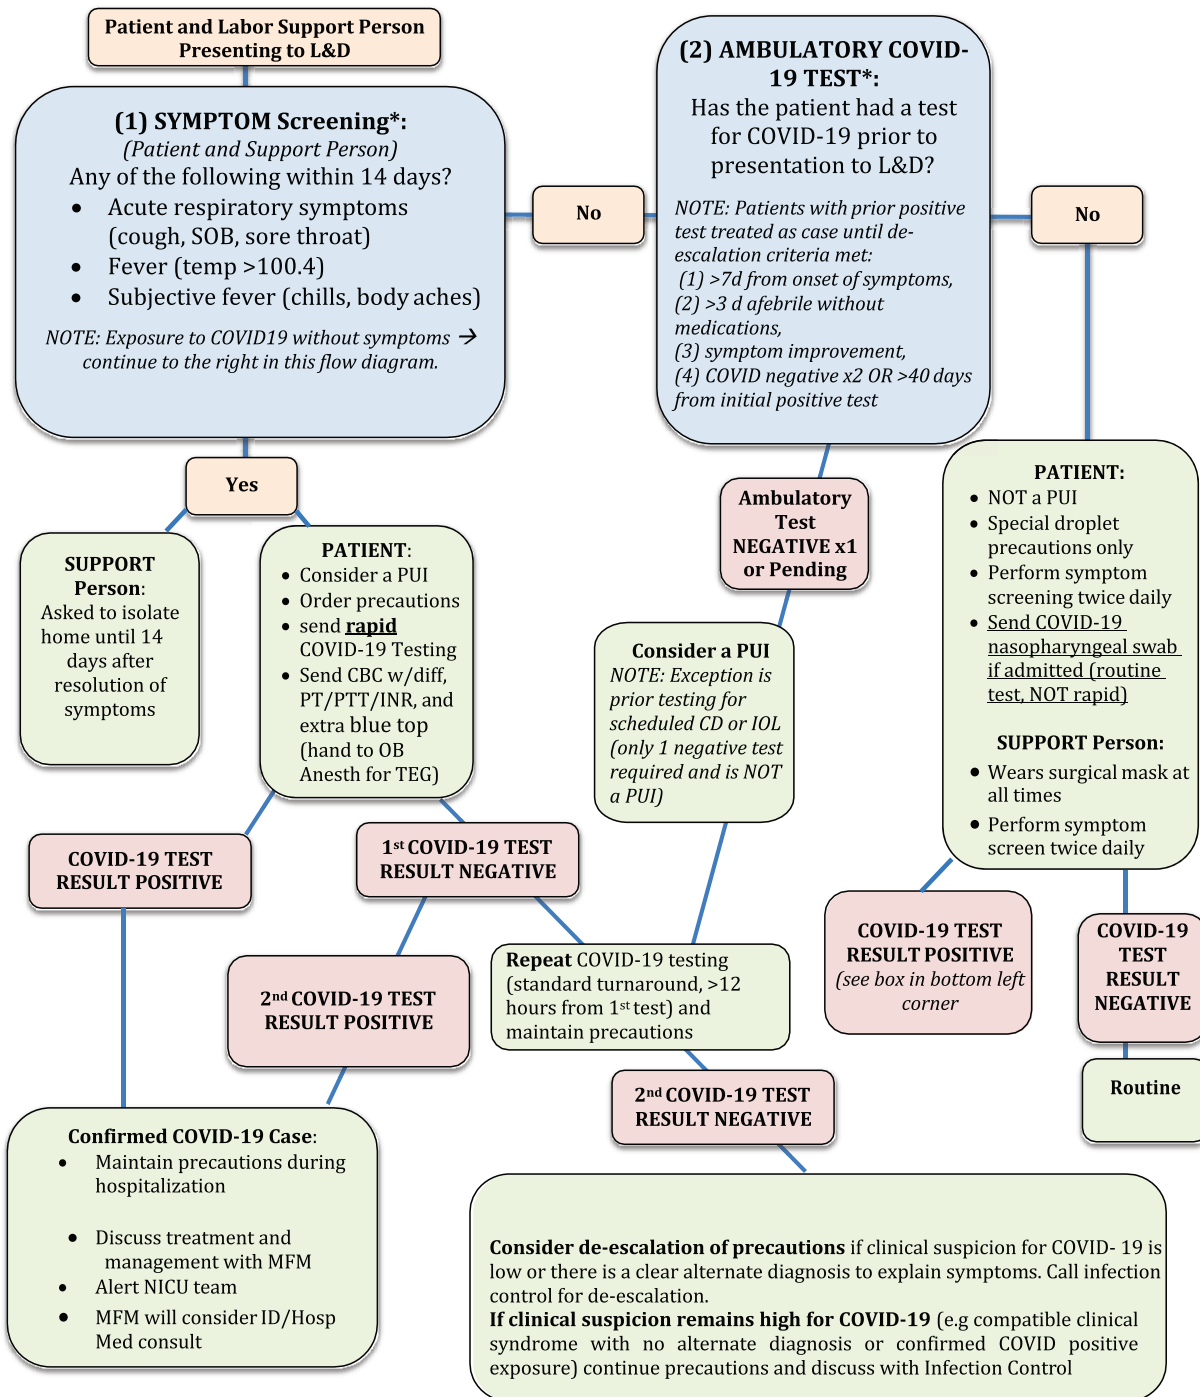 Patient and Labor Support Person
Presenting to L&D
(1) SYMPTOM Screening*:
(Patient and Support Person)
Any of the following within 14 days?
• Acute respiratory symptoms
(cough, SOB, sore throat)
• Fever (temp >100.4)
• Subjective fever (chills, body aches)
NOTE: Exposure to COVID19 without symptoms →
continue to the right in this flow diagram.
No
(2) AMBULATORY COVID-
19 TEST*:
Has the patient had a test
for COVID-19 prior to
presentation to L&D?
NOTE: Patients with prior positive
test treated as case until de-
escalation criteria met:
(1) >7d from onset of symptoms,
(2) >3 d afebrile without
medications,
(3) symptom improvement,
(4) COVID negative x2 OR >40 days
from initial positive test
No
Yes
SUPPORT
Person:
Asked to isolate
home until 14
days after
resolution of
symptoms
PATIENT:
• Consider a PUI
• Order precautions
• send rapid
COVID-19 Testing
• Send CBC w/diff,
PT/PTT/INR, and
extra blue top
(hand to OB
Anesth for TEG)
Ambulatory
Test
NEGATIVE x1
or Pending
Consider a PUI
NOTE: Exception is
prior testing for
scheduled CD or IOL
(only 1 negative test
required and is NOT
a PUI)
PATIENT:
• NOT a PUI
• Special droplet
precautions only
• Perform symptom
screening twice daily
• Send COVID-19
nasopharyngeal swab
if admitted (routine
test, NOT rapid)
SUPPORT Person:
• Wears surgical mask at
all times
• Perform symptom
screen twice daily
COVID-19 TEST
RESULT POSITIVE
1st COVID-19 TEST
RESULT NEGATIVE
2nd COVID-19 TEST
RESULT POSITIVE
Repeat COVID-19 testing
(standard turnaround, >12
hours from 1st test) and
maintain precautions
COVID-19 TEST
RESULT POSITIVE
(see box in bottom left
corner
COVID-19
TEST
RESULT
NEGATIVE
Routine
2nd COVID-19 TEST
RESULT NEGATIVE
Confirmed COVID-19 Case:
• Maintain precautions during
hospitalization
• Discuss treatment and
management with MFM
• Alert NICU team
• MFM will consider ID/Hosp
Med consult
Consider de-escalation of precautions if clinical suspicion for COVID- 19 is
low or there is a clear alternate diagnosis to explain symptoms. Call infection
control for de-escalation.
If clinical suspicion remains high for COVID-19 (e.g compatible clinical
syndrome with no alternate diagnosis or confirmed COVID positive
exposure) continue precautions and discuss with Infection Control